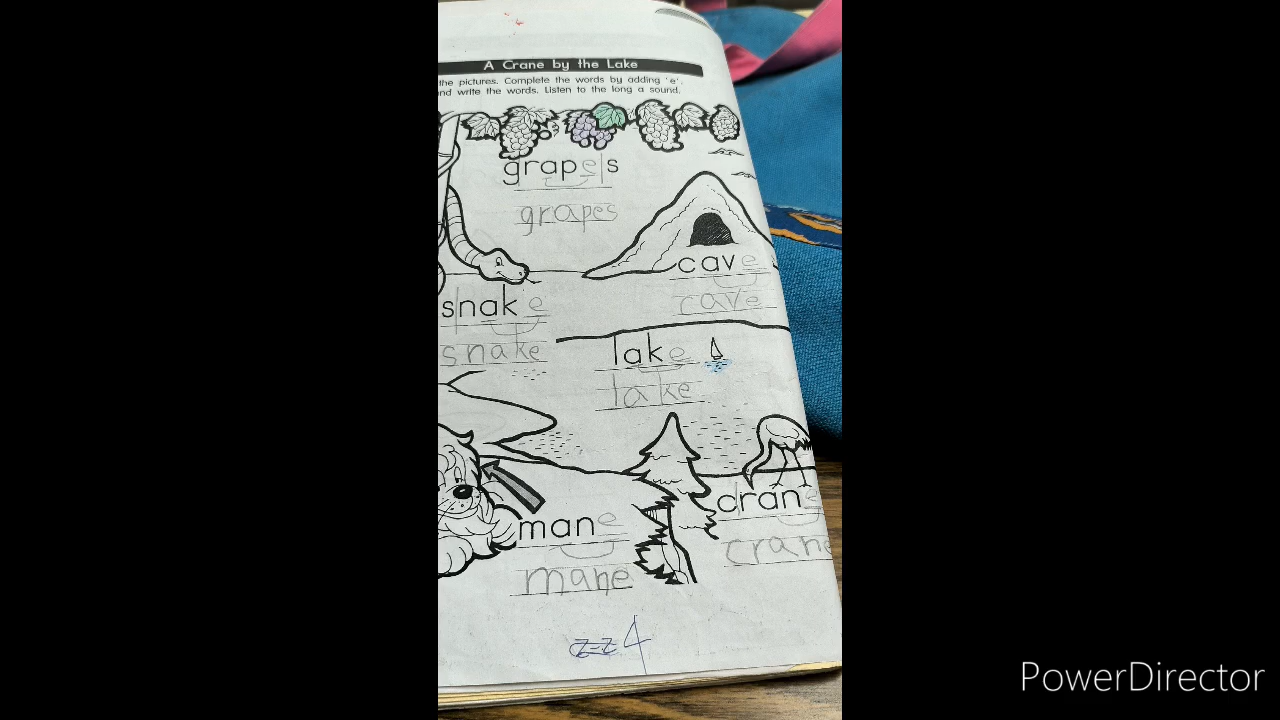 A Crane by the Lake
the pictures. Complete the words by adding 'e',
nd write the words. Listen to the long a sound.
grapes
grapes
cave
cave
snake
snake
lake
lake
crane
crane
mane
mane
4
PowerDirector